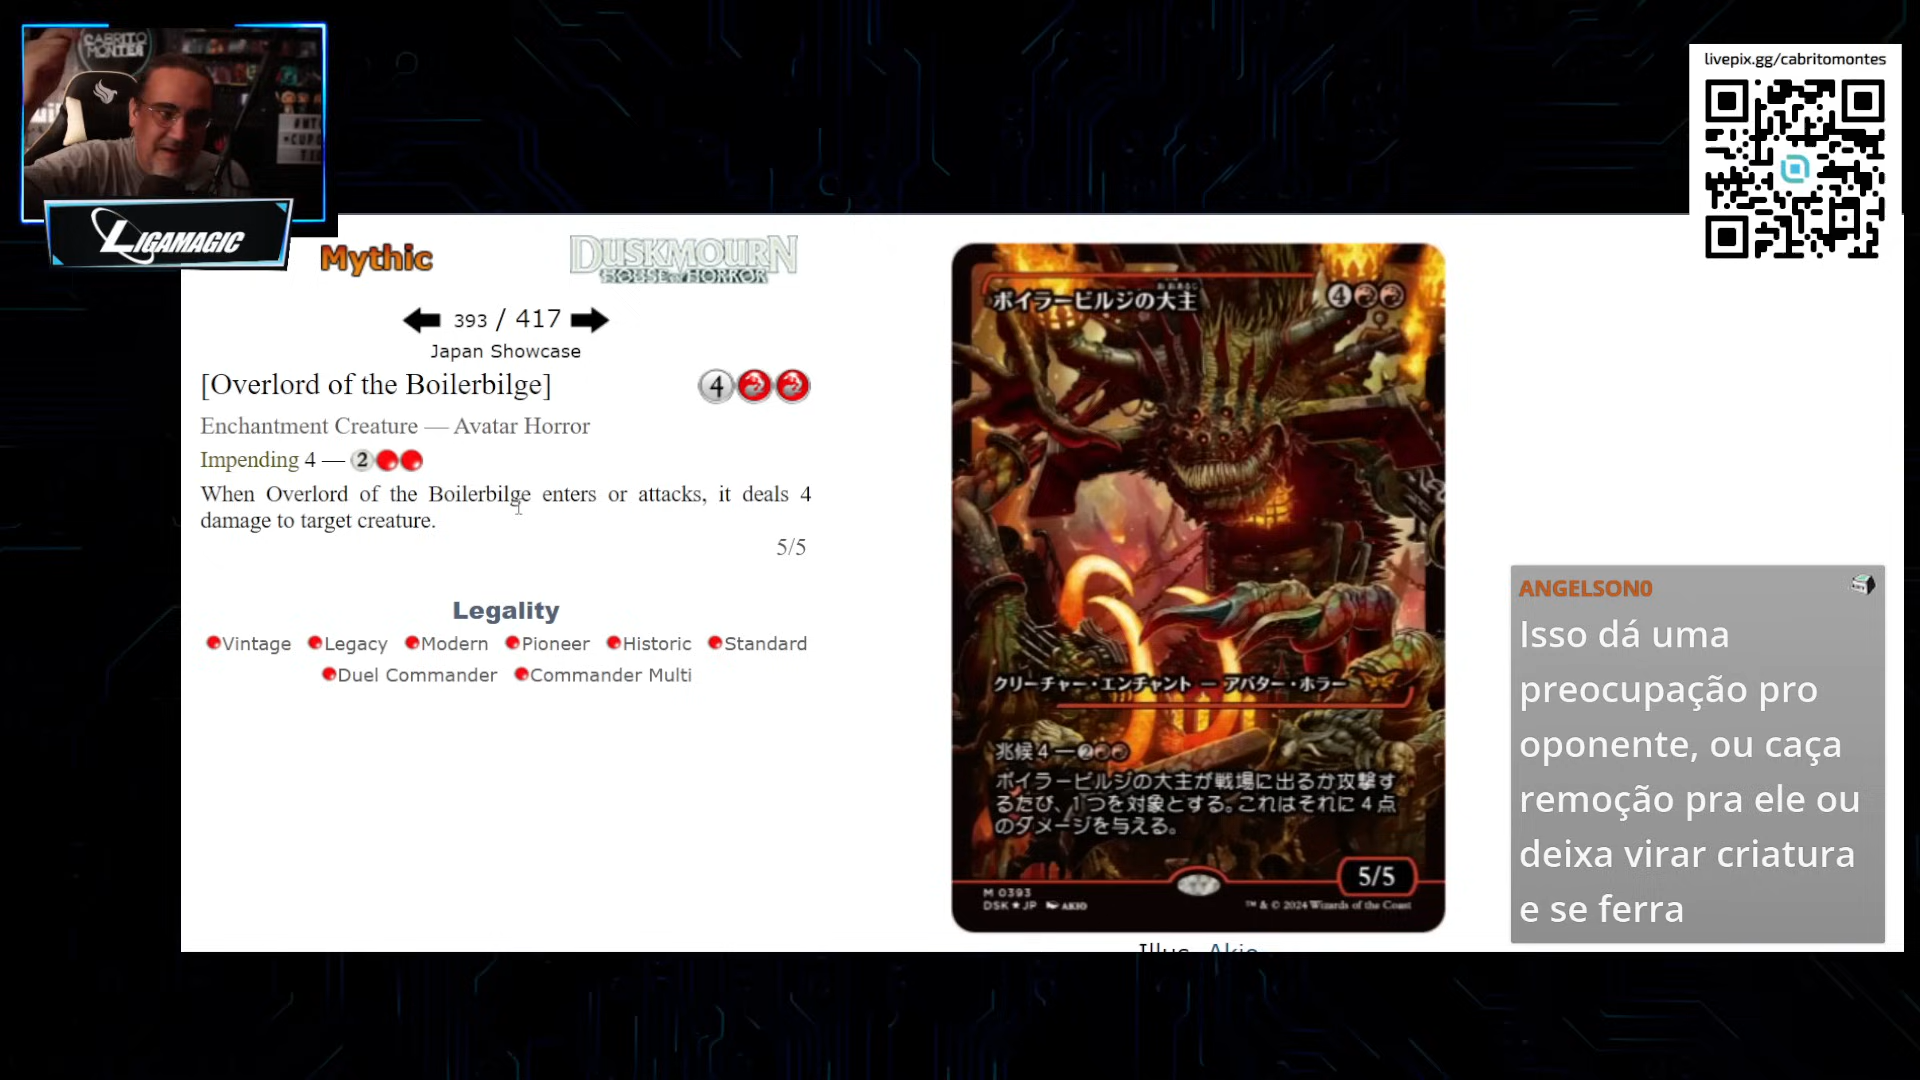 CABRITO
MONTES
LIGAMAGIC
livepix.gg/cabritomontes
Mythic
DUSKMOURN
HOUSE OF HORROR
393 / 417
Japan Showcase
[Overlord of the Boilerbilge]
4
Enchantment Creature — Avatar Horror
Impending 4 — 2
When Overlord of the Boilerbilge enters or attacks, it deals 4
damage to target creature.
5/5
Legality
Vintage Legacy Modern Pioneer Historic Standard
Duel Commander Commander Multi
ボイラービルジの大主 4
クリーチャー・エンチャント — アバター・ホラー
兆候 4 — 2
ボイラービルジの大主が戦場に出るか攻撃す
るたび、1つを対象とする。これはそれに 4 点
のダメージを与える。
5/5
M 0393
DSK ★ JP AKIO
™ & © 2024 Wizards of the Coast
Illus. Akio
ANGELSON0
Isso dá uma
preocupação pro
oponente, ou caça
remoção pra ele ou
deixa virar criatura
e se ferra